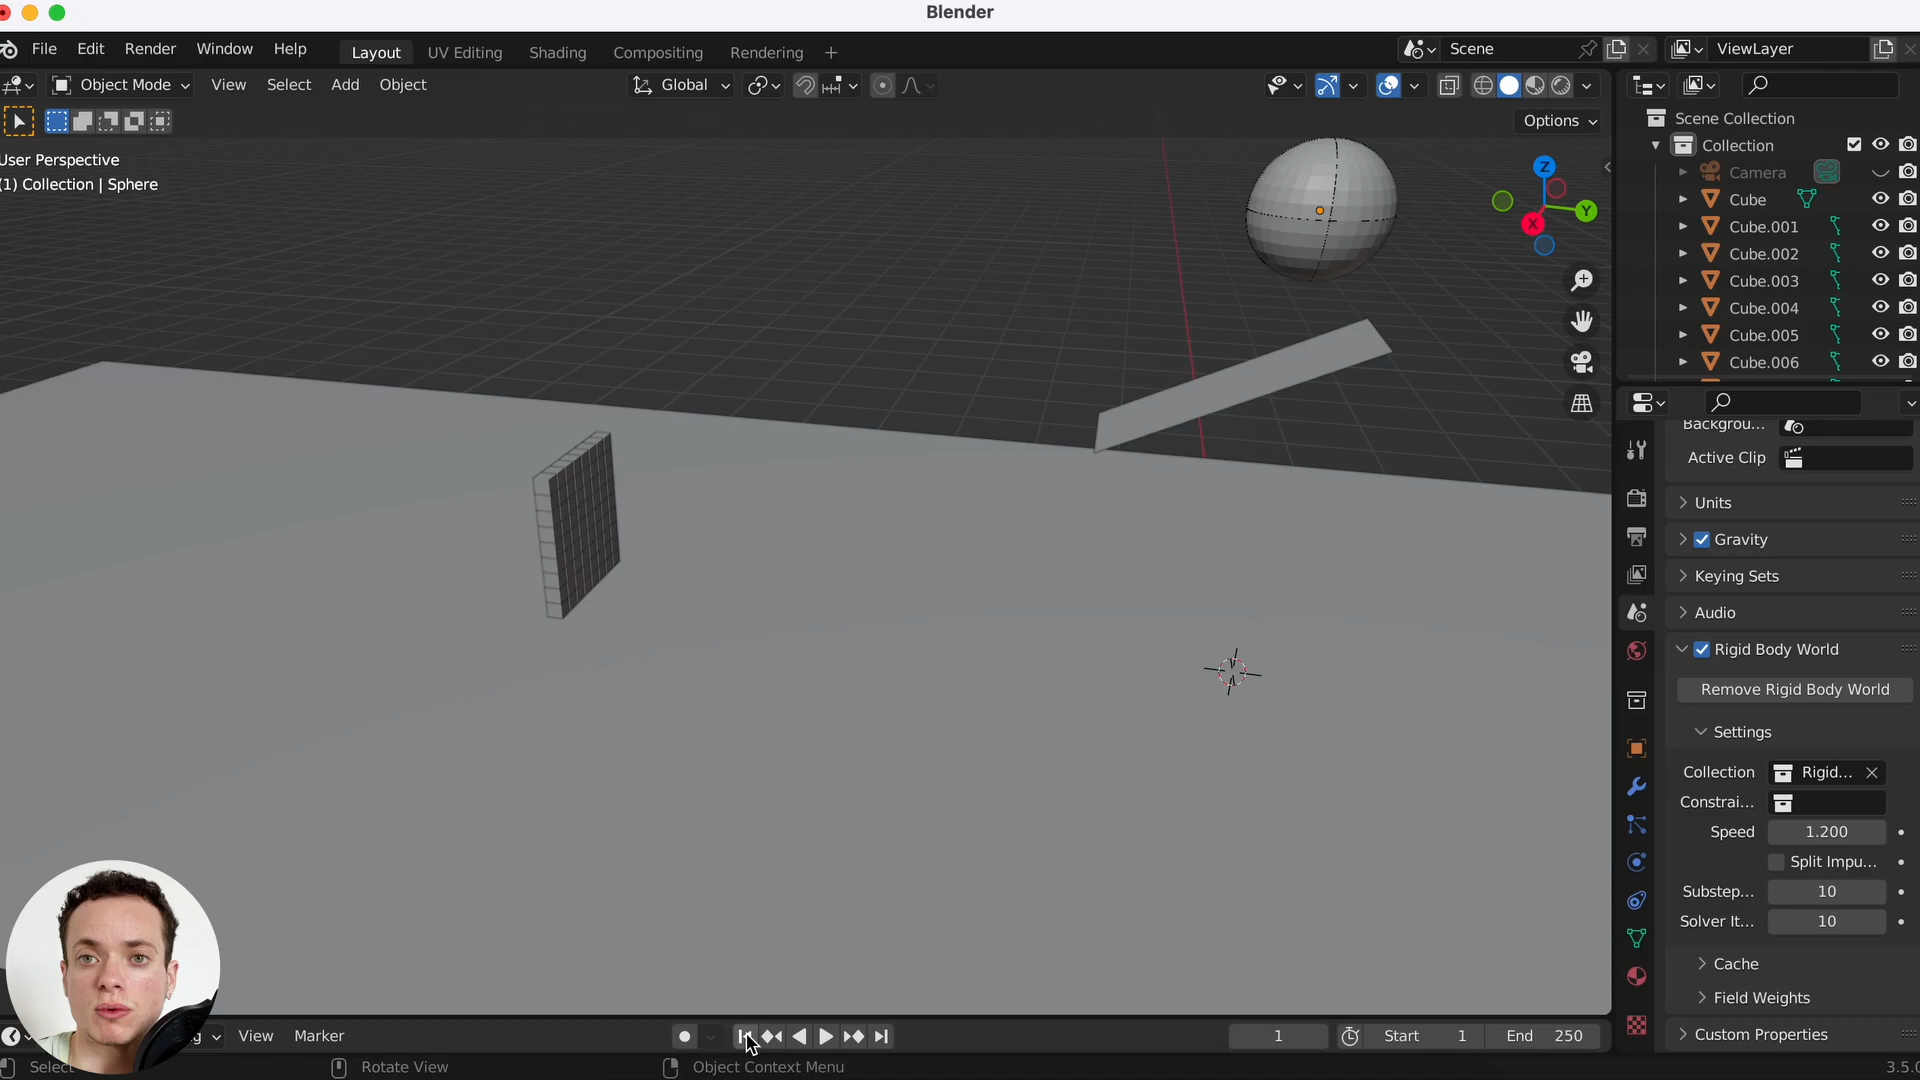 Blender
File Edit Render Window Help Layout UV Editing Shading Compositing Rendering + Scene ViewLayer
Object Mode View Select Add Object Global
Options
User Perspective
(1) Collection | Sphere
Z
Y
X
Scene Collection
Collection
Camera
Cube
Cube.001
Cube.002
Cube.003
Cube.004
Cube.005
Cube.006
Backgrou...
Active Clip
Units
Gravity
Keying Sets
Audio
Rigid Body World
Remove Rigid Body World
Settings
Collection Rigid...
Constrai...
Speed 1.200
Split Impu...
Substep... 10
Solver It... 10
Cache
Field Weights
Custom Properties
View Marker 1 Start 1 End 250
Select Rotate View Object Context Menu 3.5.0